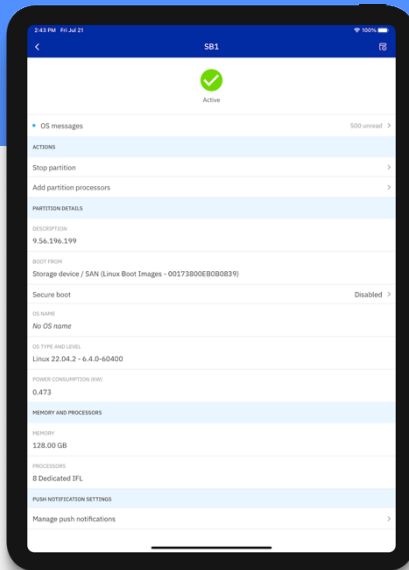 2:43 PM Fri Jul 21 100%
SB1
Active
OS messages 500 unread
ACTIONS
Stop partition
Add partition processors
PARTITION DETAILS
DESCRIPTION
9.56.196.199
BOOT FROM
Storage device / SAN (Linux Boot Images - 00173800EB0B0839)
Secure boot Disabled
OS NAME
No OS name
OS TYPE AND LEVEL
Linux 22.04.2 - 6.4.0-60400
POWER CONSUMPTION (KW)
0.473
MEMORY AND PROCESSORS
MEMORY
128.00 GB
PROCESSORS
8 Dedicated IFL
PUSH NOTIFICATION SETTINGS
Manage push notifications